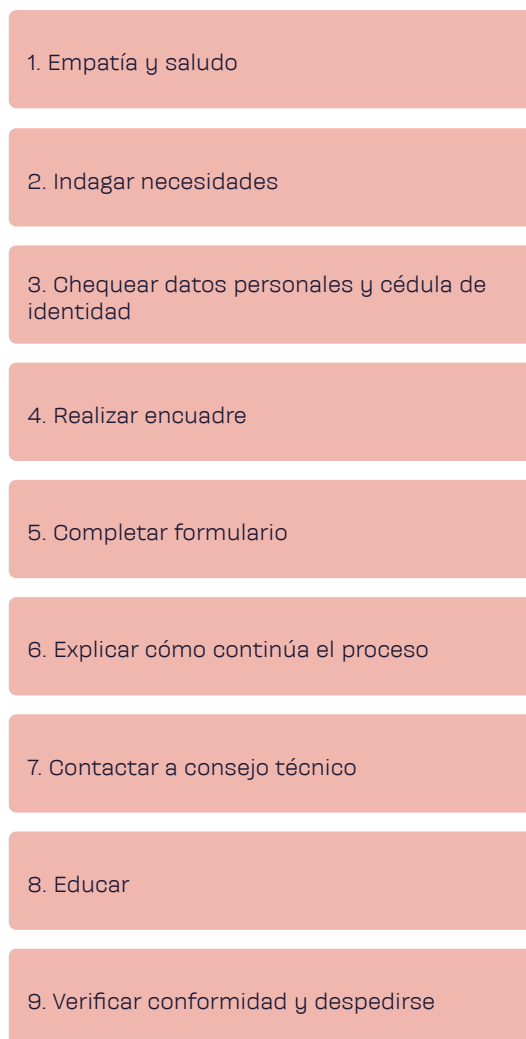 1. Empatía y saludo
2. Indagar necesidades
3. Chequear datos personales y cédula de
identidad
4. Realizar encuadre
5. Completar formulario
6. Explicar cómo continúa el proceso
7. Contactar a consejo técnico
8. Educar
9. Verificar conformidad y despedirse